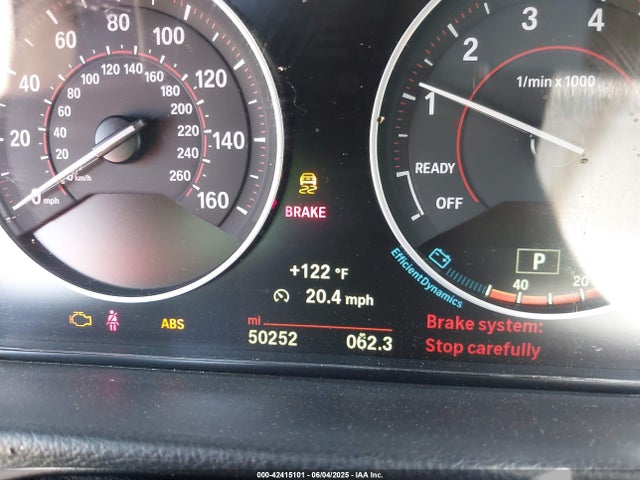 20 40 60 80 100 120 140 160
0 mph
20 40 60 80 100 120 140 160 180 200 220 240 260
km/h
BRAKE
+122 °F
20.4 mph
ABS
mi
50252 062.3
1 2 3 4
1/min x 1000
READY
OFF
EfficientDynamics
P
40 20
Brake system:
Stop carefully
000-42415101 | 06/04/2025 - IAA Inc.